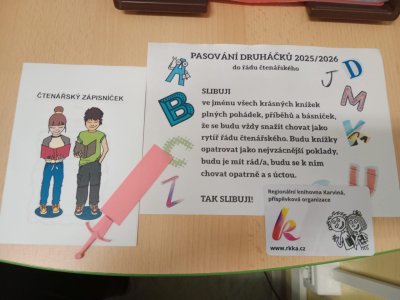 PASOVÁNÍ DRUHÁČKŮ 2025/2026
do řádu čtenářského
SLIBUJI
ve jménu všech krásných knížek
plných pohádek, příběhů a básniček,
že se budu vždy snažit chovat jako
rytíř řádu čtenářského. Budu knížky
opatrovat jako nejvzácnější poklady,
budu je mít rád/a, budu se k nim
chovat opatrně a s úctou.
TAK SLIBUJI!
ČTENÁŘSKÝ ZÁPISNÍČEK
Regionální knihovna Karviná,
příspěvková organizace
k
www.rkka.cz
A
B
C
Z
J
D
M
K